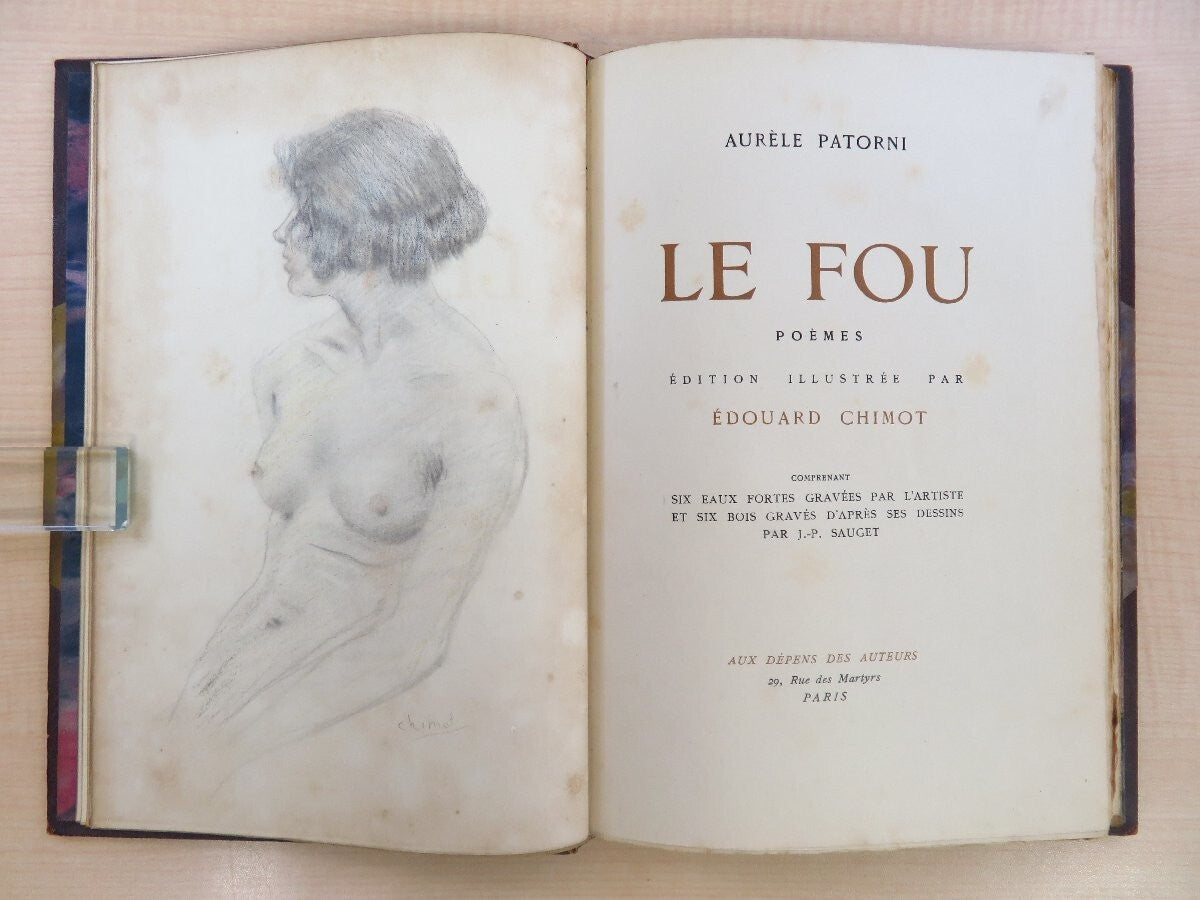 chimot
AURÈLE PATORNI
LE FOU
POÈMES
ÉDITION ILLUSTRÉE PAR
ÉDOUARD CHIMOT
COMPRENANT
SIX EAUX FORTES GRAVÉES PAR L'ARTISTE
ET SIX BOIS GRAVÉS D'APRÈS SES DESSINS
PAR J.-P. SAUGET
AUX DÉPENS DES AUTEURS
29, Rue des Martyrs
PARIS